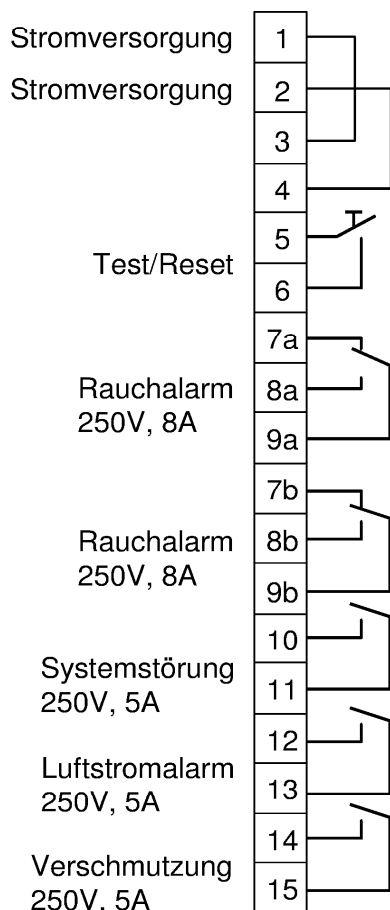 Stromversorgung 1
Stromversorgung 2
3
4
5
Test/Reset
6
7a
Rauchalarm 8a
250V, 8A
9a
7b
Rauchalarm 8b
250V, 8A
9b
10
Systemstörung 11
250V, 5A
12
Luftstromalarm 13
250V, 5A
14
Verschmutzung 15
250V, 5A